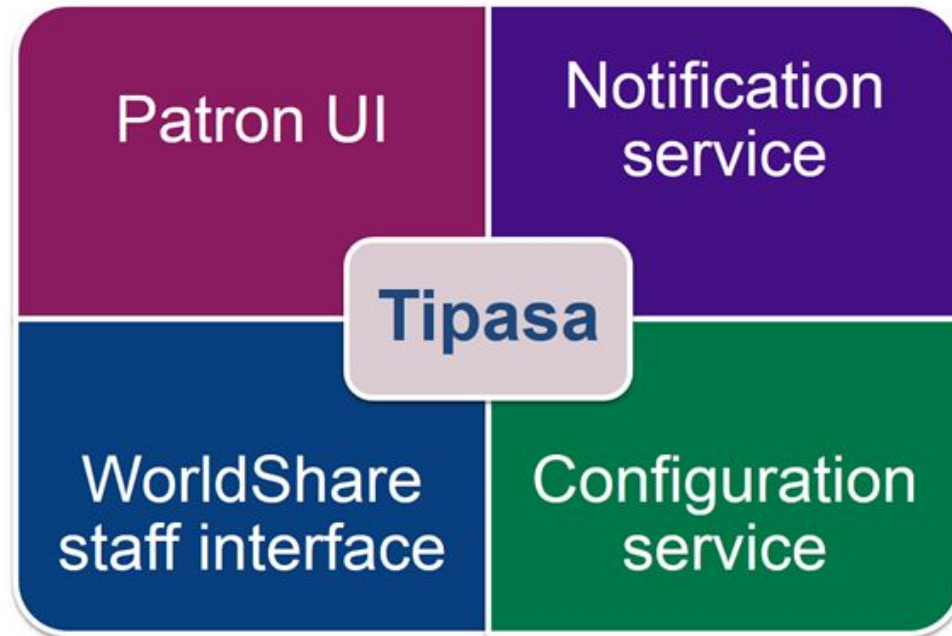 Patron UI
Notification
service
Tipasa
WorldShare
staff interface
Configuration
service